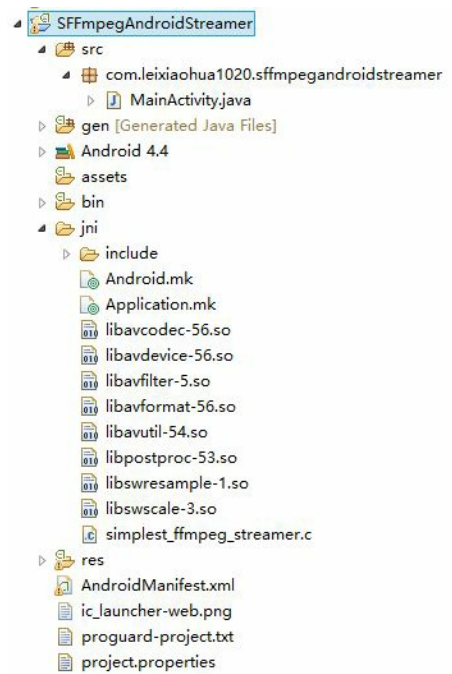 SFFmpegAndroidStreamer
src
com.leixiaohua1020.sffmpegandroidstreamer
MainActivity.java
gen [Generated Java Files]
Android 4.4
assets
bin
jni
include
Android.mk
Application.mk
libavcodec-56.so
libavdevice-56.so
libavfilter-5.so
libavformat-56.so
libavutil-54.so
libpostproc-53.so
libswresample-1.so
libswscale-3.so
simplest_ffmpeg_streamer.c
res
AndroidManifest.xml
ic_launcher-web.png
proguard-project.txt
project.properties